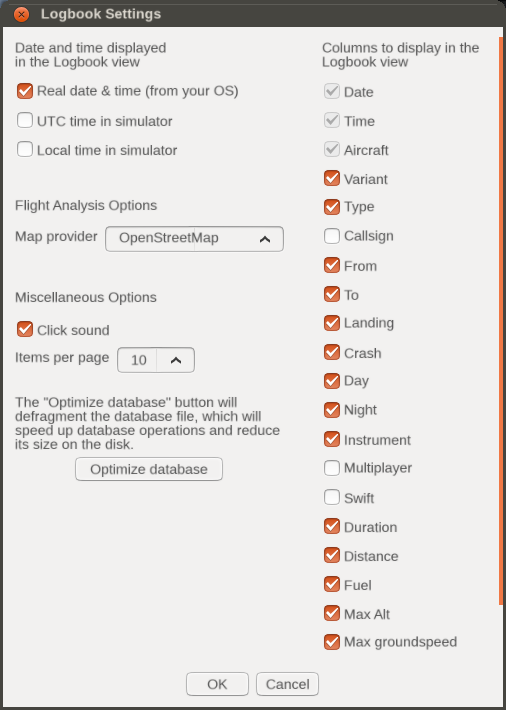 Logbook Settings
Date and time displayed
in the Logbook view
Real date & time (from your OS)
UTC time in simulator
Local time in simulator
Flight Analysis Options
Map provider
OpenStreetMap
Miscellaneous Options
Click sound
Items per page
10
The "Optimize database" button will
defragment the database file, which will
speed up database operations and reduce
its size on the disk.
Optimize database
Columns to display in the
Logbook view
Date
Time
Aircraft
Variant
Type
Callsign
From
To
Landing
Crash
Day
Night
Instrument
Multiplayer
Swift
Duration
Distance
Fuel
Max Alt
Max groundspeed
OK
Cancel